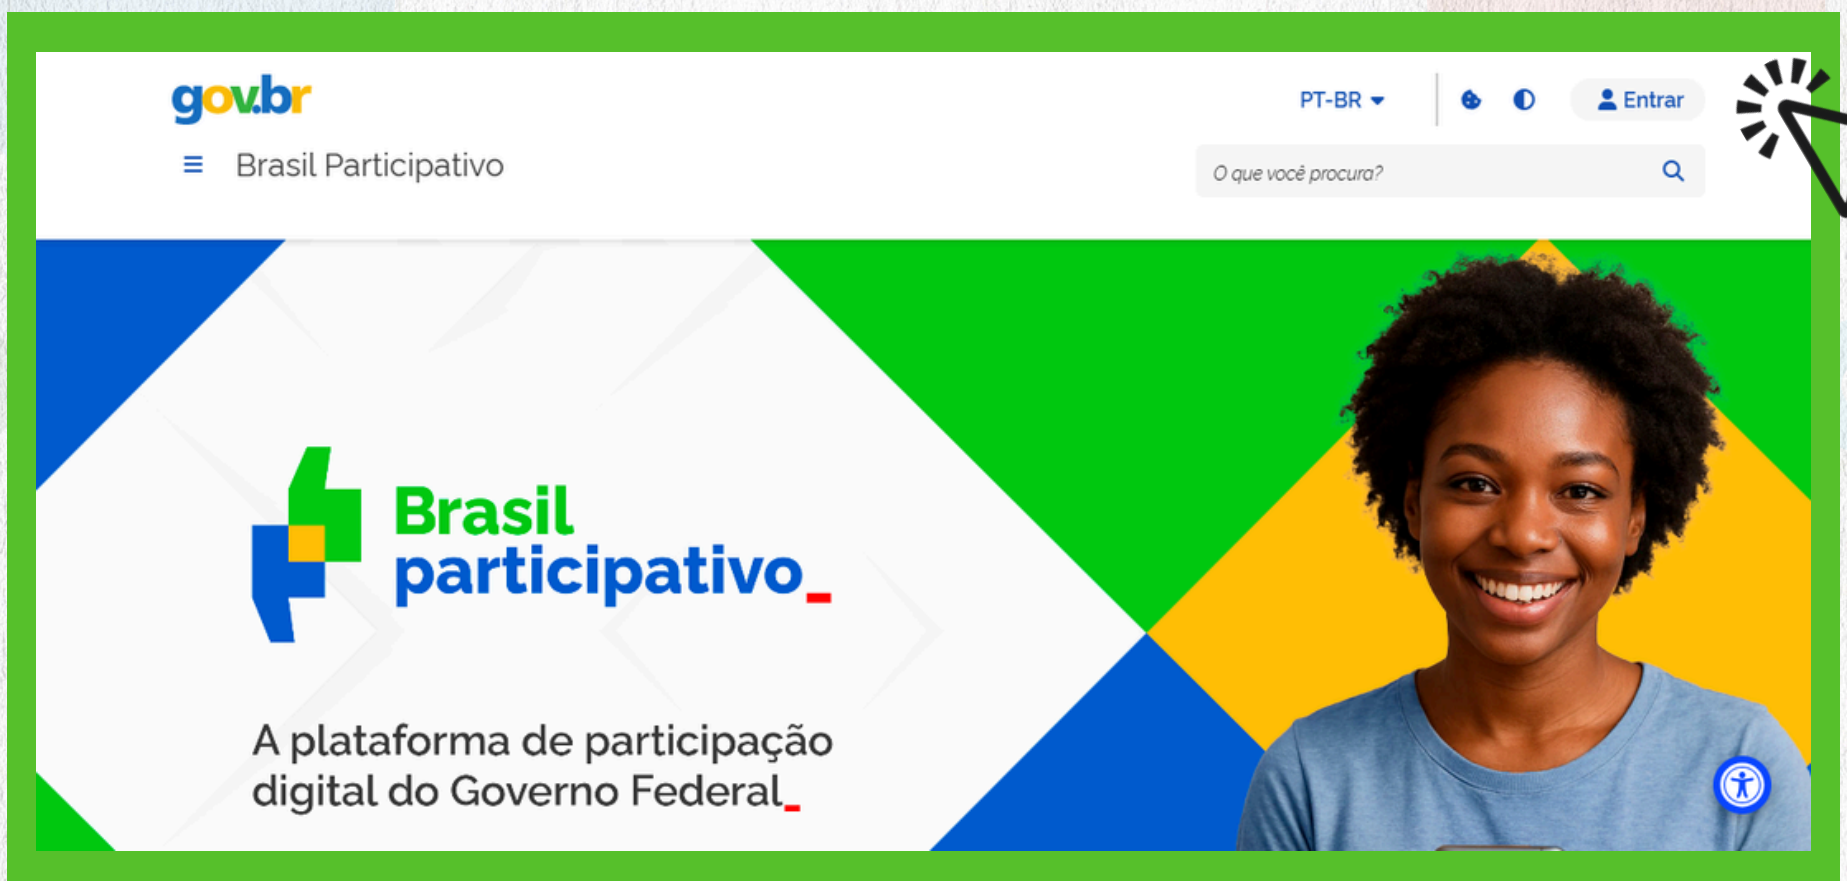 gov.br
PT-BR
Entrar
Brasil Participativo
O que você procura?
Brasil
participativo_
A plataforma de participação
digital do Governo Federal_